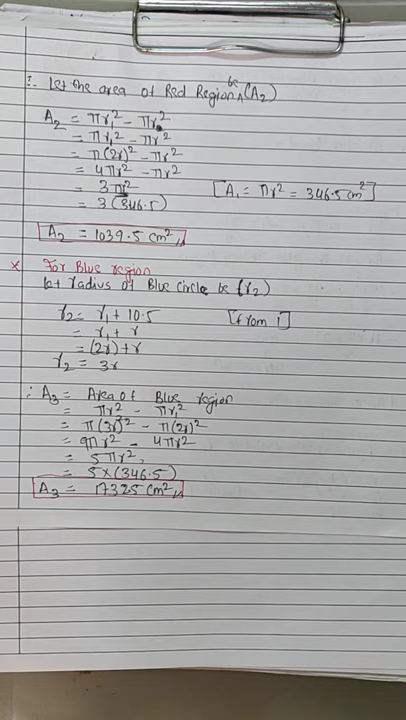 ∴ Let the area of Red Region be (A₂)
A₂ = πr₁² - πr²
= πr₁² - πr²
= π(2r)² - πr²
= 4πr² - πr²
= 3πr² [A₁ = πr² = 346.5 cm²]
= 3(346.5)
A₂ = 1039.5 cm²
× For Blue region
let radius of Blue Circle be (r₂)
r₂ = r₁ + 10.5 [from 1]
= r₁ + r
= (2r) + r
r₂ = 3r
∴ A₃ = Area of Blue region
= πr₂² - πr₁²
= π(3r)² - π(2r)²
= 9πr² - 4πr²
= 5πr²,
= 5×(346.5)
A₃ = 1732.5 cm²